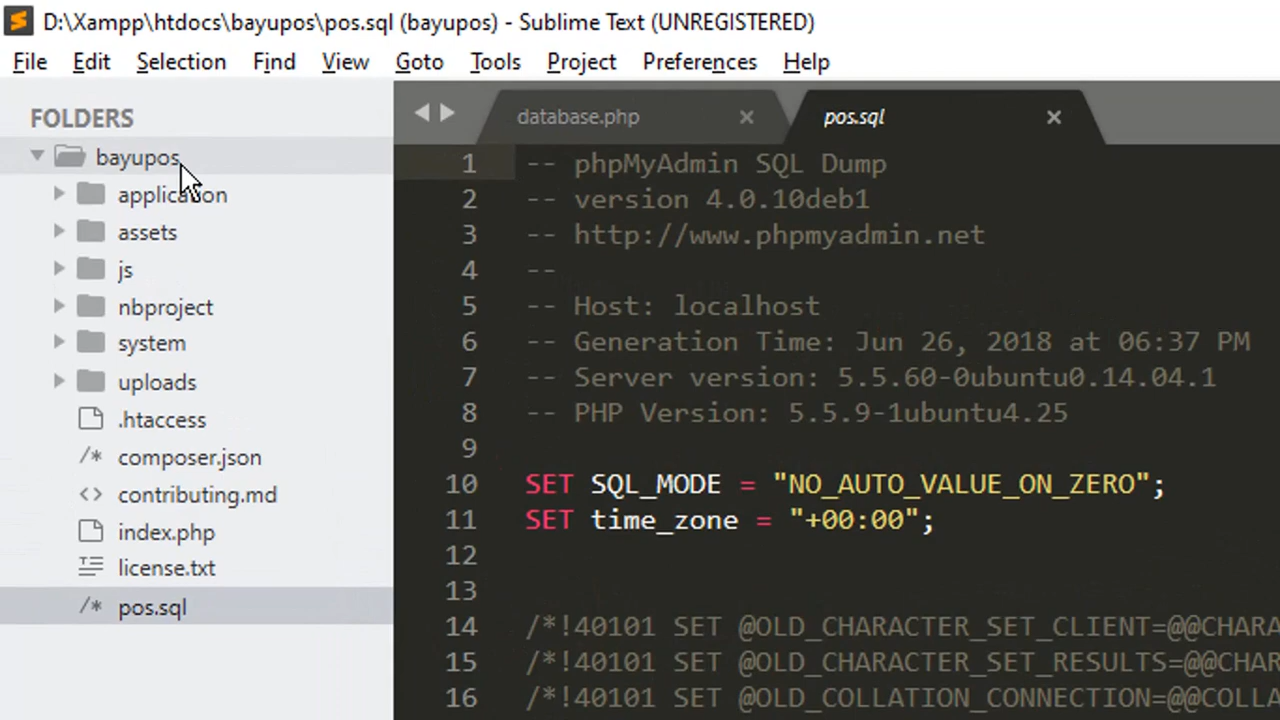 D:\Xampp\htdocs\bayupos\pos.sql (bayupos) - Sublime Text (UNREGISTERED)
File Edit Selection Find View Goto Tools Project Preferences Help
FOLDERS
bayupos
application
assets
js
nbproject
system
uploads
.htaccess
/* composer.json
<> contributing.md
index.php
license.txt
/* pos.sql
database.php × pos.sql ×
1 -- phpMyAdmin SQL Dump
2 -- version 4.0.10deb1
3 -- http://www.phpmyadmin.net
4 --
5 -- Host: localhost
6 -- Generation Time: Jun 26, 2018 at 06:37 PM
7 -- Server version: 5.5.60-0ubuntu0.14.04.1
8 -- PHP Version: 5.5.9-1ubuntu4.25
9
10 SET SQL_MODE = "NO_AUTO_VALUE_ON_ZERO";
11 SET time_zone = "+00:00";
12
13
14 /*!40101 SET @OLD_CHARACTER_SET_CLIENT=@@CHARA
15 /*!40101 SET @OLD_CHARACTER_SET_RESULTS=@@CHAR
16 /*!40101 SET @OLD_COLLATION_CONNECTION=@@COLLA